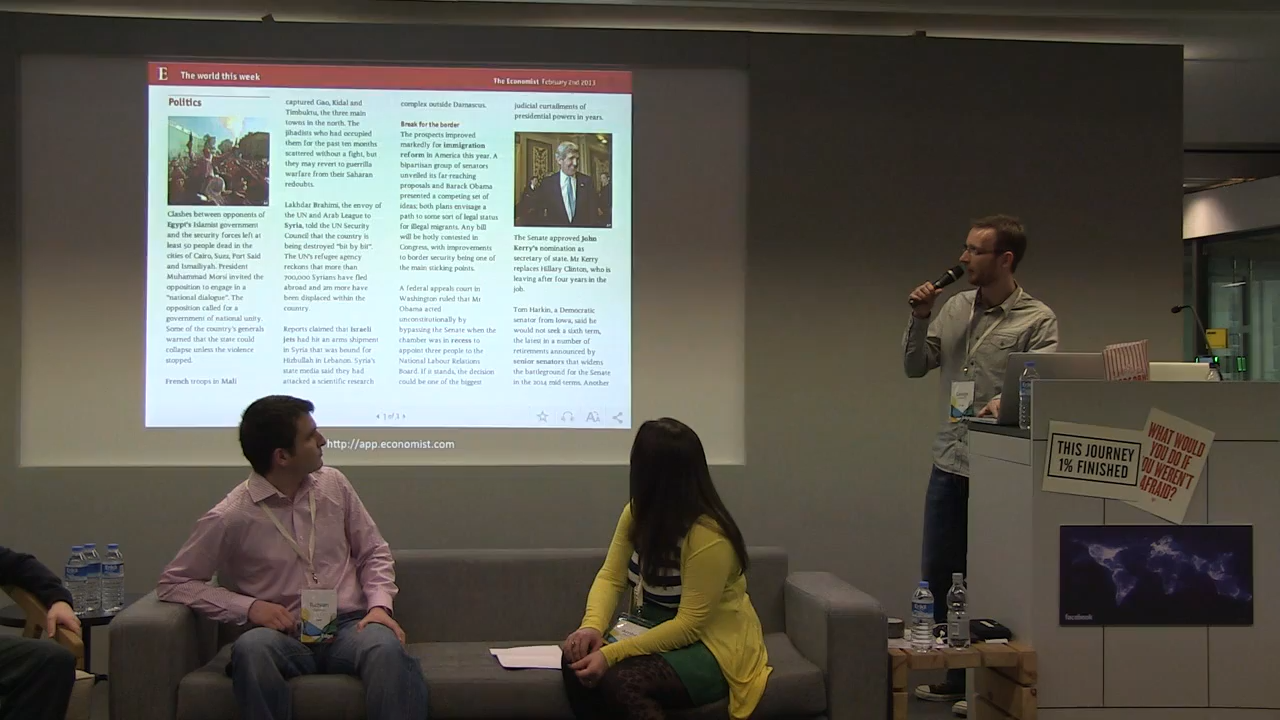 E The world this week
The Economist February 2nd 2013
Politics
Clashes between opponents of
Egypt's Islamist government
and the security forces left at
least 50 people dead in the
cities of Cairo, Suez, Port Said
and Ismailiyah. President
Muhammad Morsi invited the
opposition to engage in a
"national dialogue". The
opposition called for a
government of national unity.
Some of the country's generals
warned that the state could
collapse unless the violence
stopped.
French troops in Mali
captured Gao, Kidal and
Timbuktu, the three main
towns in the north. The
jihadists who had occupied
them for the past ten months
scattered without a fight, but
they may revert to guerrilla
warfare from their Saharan
redoubts.
Lakhdar Brahimi, the envoy of
the UN and Arab League to
Syria, told the UN Security
Council that the country is
being destroyed "bit by bit".
The UN's refugee agency
reckons that more than
700,000 Syrians have fled
abroad and 2m more have
been displaced within the
country.
Reports claimed that Israeli
jets had hit an arms shipment
in Syria that was bound for
Hizbullah in Lebanon. Syria's
state media said they had
attacked a scientific research
complex outside Damascus.
Break for the border
The prospects improved
markedly for immigration
reform in America this year. A
bipartisan group of senators
unveiled its far reaching
proposals and Barack Obama
presented a competing set of
ideas; both plans envisage a
path to some sort of legal status
for illegal migrants. Any bill
will be hotly contested in
Congress, with improvements
to border security being one of
the main sticking points.
A federal appeals court in
Washington ruled that Mr
Obama acted
unconstitutionally by
bypassing the Senate when the
chamber was in recess to
appoint three people to the
National Labour Relations
Board. If it stands, the decision
could be one of the biggest
judicial curtailments of
presidential powers in years.
The Senate approved John
Kerry's nomination as
secretary of state. Mr Kerry
replaces Hillary Clinton, who is
leaving after four years in the
job.
Tom Harkin, a Democratic
senator from Iowa, said he
would not seek a sixth term,
the latest in a number of
retirements announced by
senior senators that widens
the battleground for the Senate
in the 2014 mid-terms. Another
1 of 3
http://app.economist.com
THIS JOURNEY
1% FINISHED
WHAT WOULD
YOU DO IF
YOU WEREN'T
AFRAID?
facebook